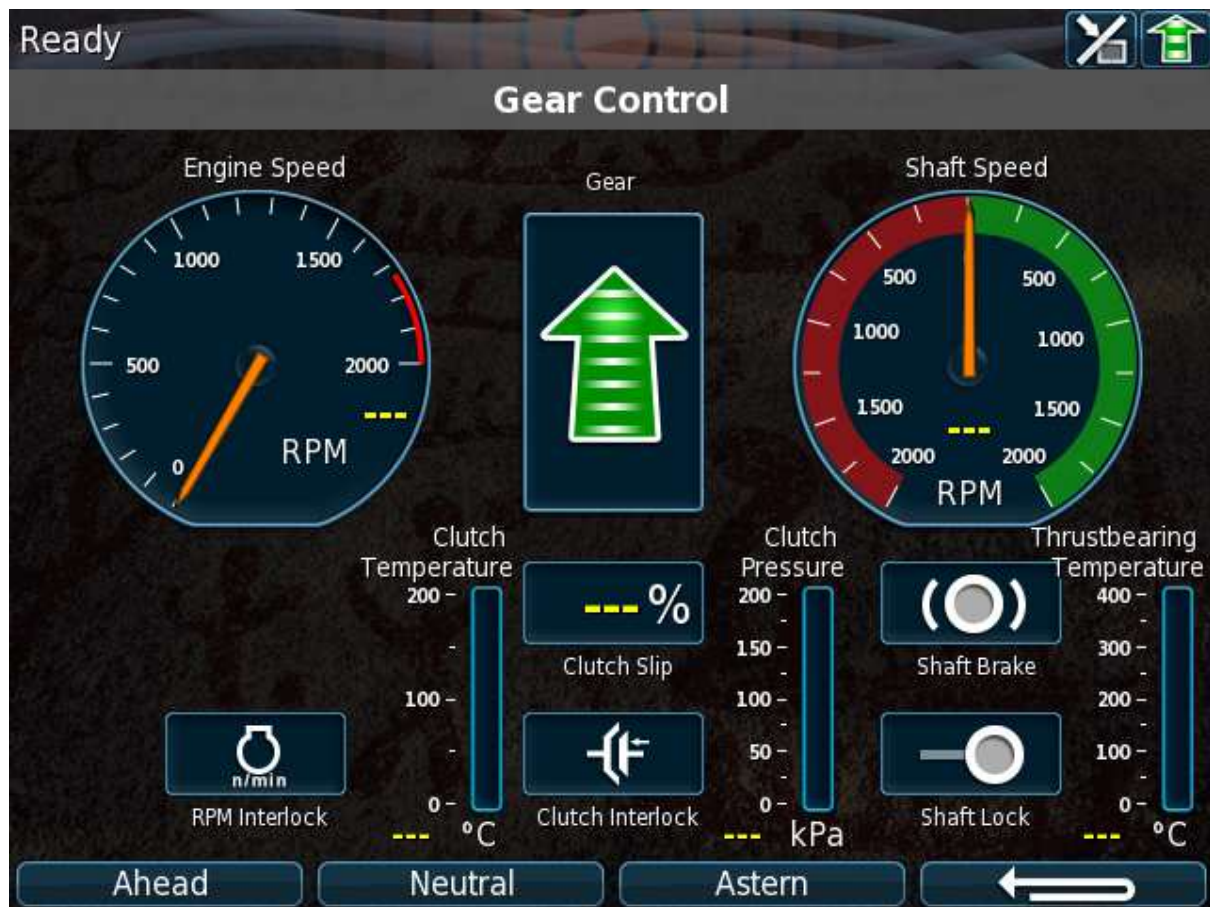 Ready
Gear Control
Engine Speed
Gear
Shaft Speed
1000
1500
500
2000
---
0
RPM
500
500
1000
1000
1500
1500
---
2000
2000
RPM
Clutch
Temperature
200
100
0
--- °C
---%
Clutch Slip
Clutch
Pressure
200
150
100
50
0
--- kPa
Shaft Brake
Thrustbearing
Temperature
400
300
200
100
0
--- °C
n/min
RPM Interlock
Clutch Interlock
Shaft Lock
Ahead
Neutral
Astern